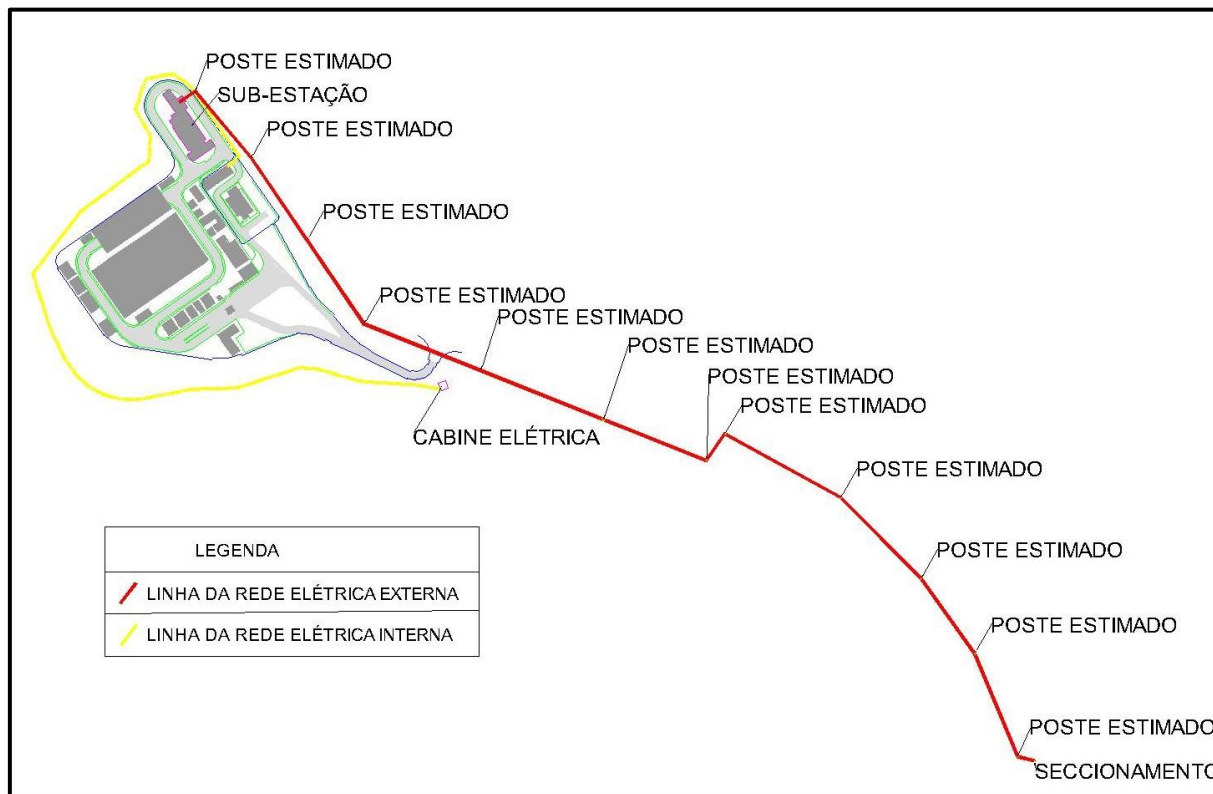 POSTE ESTIMADO
SUB-ESTAÇÃO
POSTE ESTIMADO
POSTE ESTIMADO
POSTE ESTIMADO
POSTE ESTIMADO
POSTE ESTIMADO
POSTE ESTIMADO
POSTE ESTIMADO
CABINE ELÉTRICA
POSTE ESTIMADO
POSTE ESTIMADO
POSTE ESTIMADO
POSTE ESTIMADO
SECCIONAMENTO
LEGENDA
LINHA DA REDE ELÉTRICA EXTERNA
LINHA DA REDE ELÉTRICA INTERNA